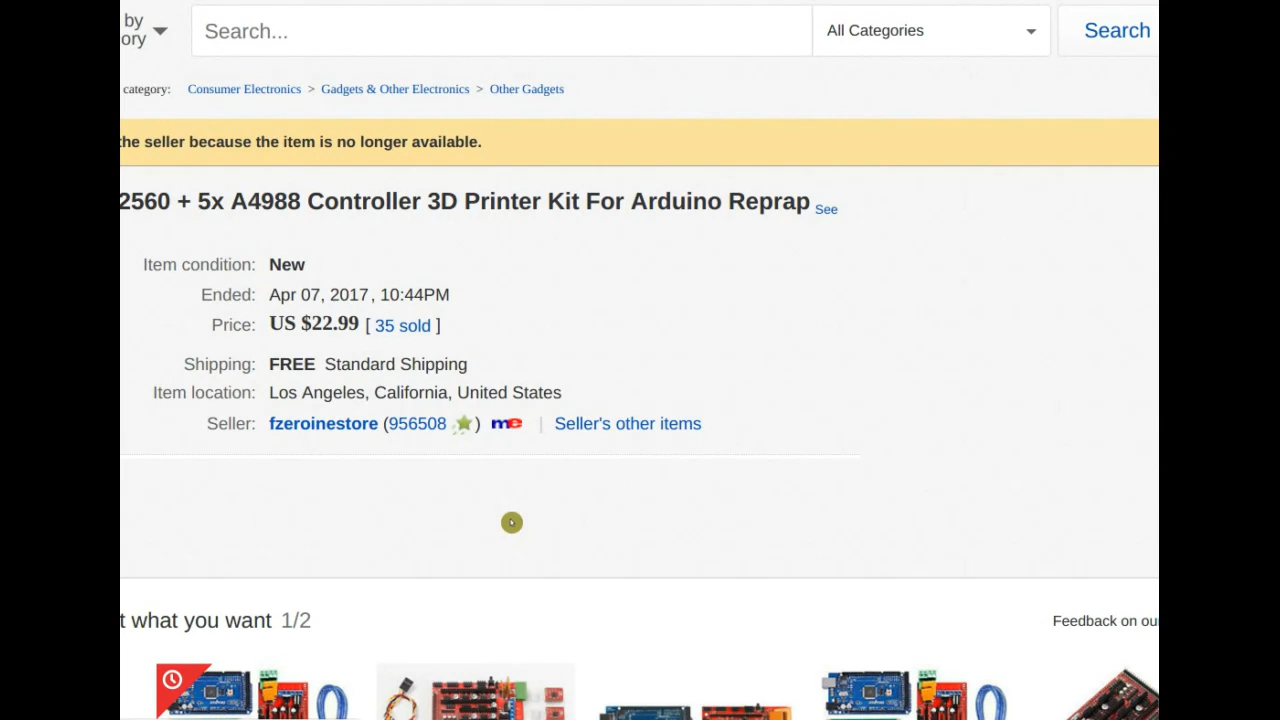 by
ory
Search...
All Categories
Search
category: Consumer Electronics > Gadgets & Other Electronics > Other Gadgets
the seller because the item is no longer available.
2560 + 5x A4988 Controller 3D Printer Kit For Arduino Reprap See
Item condition: New
Ended: Apr 07, 2017, 10:44PM
Price: US $22.99 [ 35 sold ]
Shipping: FREE Standard Shipping
Item location: Los Angeles, California, United States
Seller: fzeroinestore (956508 ) me | Seller's other items
t what you want 1/2
Feedback on ou